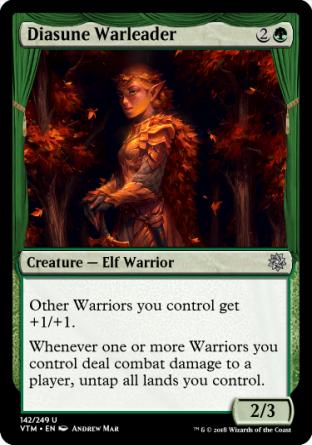 Diasune Warleader 2
Creature — Elf Warrior
Other Warriors you control get
+1/+1.
Whenever one or more Warriors you
control deal combat damage to a
player, untap all lands you control.
2/3
142/249 U
VTM • EN Andrew Mar
™ & © 2018 Wizards of the Coast